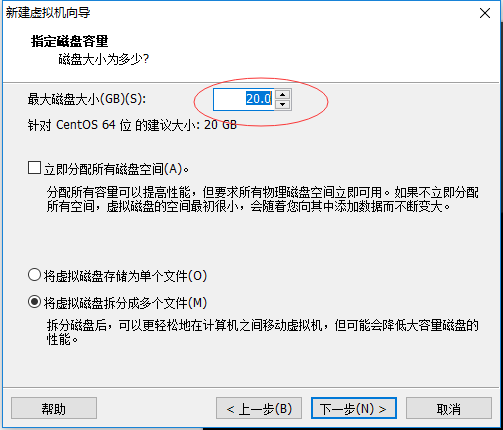 新建虚拟机向导
指定磁盘容量
磁盘大小为多少?
最大磁盘大小(GB)(S): 20.0
针对 CentOS 64 位 的建议大小: 20 GB
立即分配所有磁盘空间(A)。
分配所有容量可以提高性能，但要求所有物理磁盘空间立即可用。如果不立即分配
所有空间，虚拟磁盘的空间最初很小，会随着您向其中添加数据而不断变大。
将虚拟磁盘存储为单个文件(O)
将虚拟磁盘拆分成多个文件(M)
拆分磁盘后，可以更轻松地在计算机之间移动虚拟机，但可能会降低大容量磁盘的
性能。
帮助 < 上一步(B) 下一步(N) > 取消